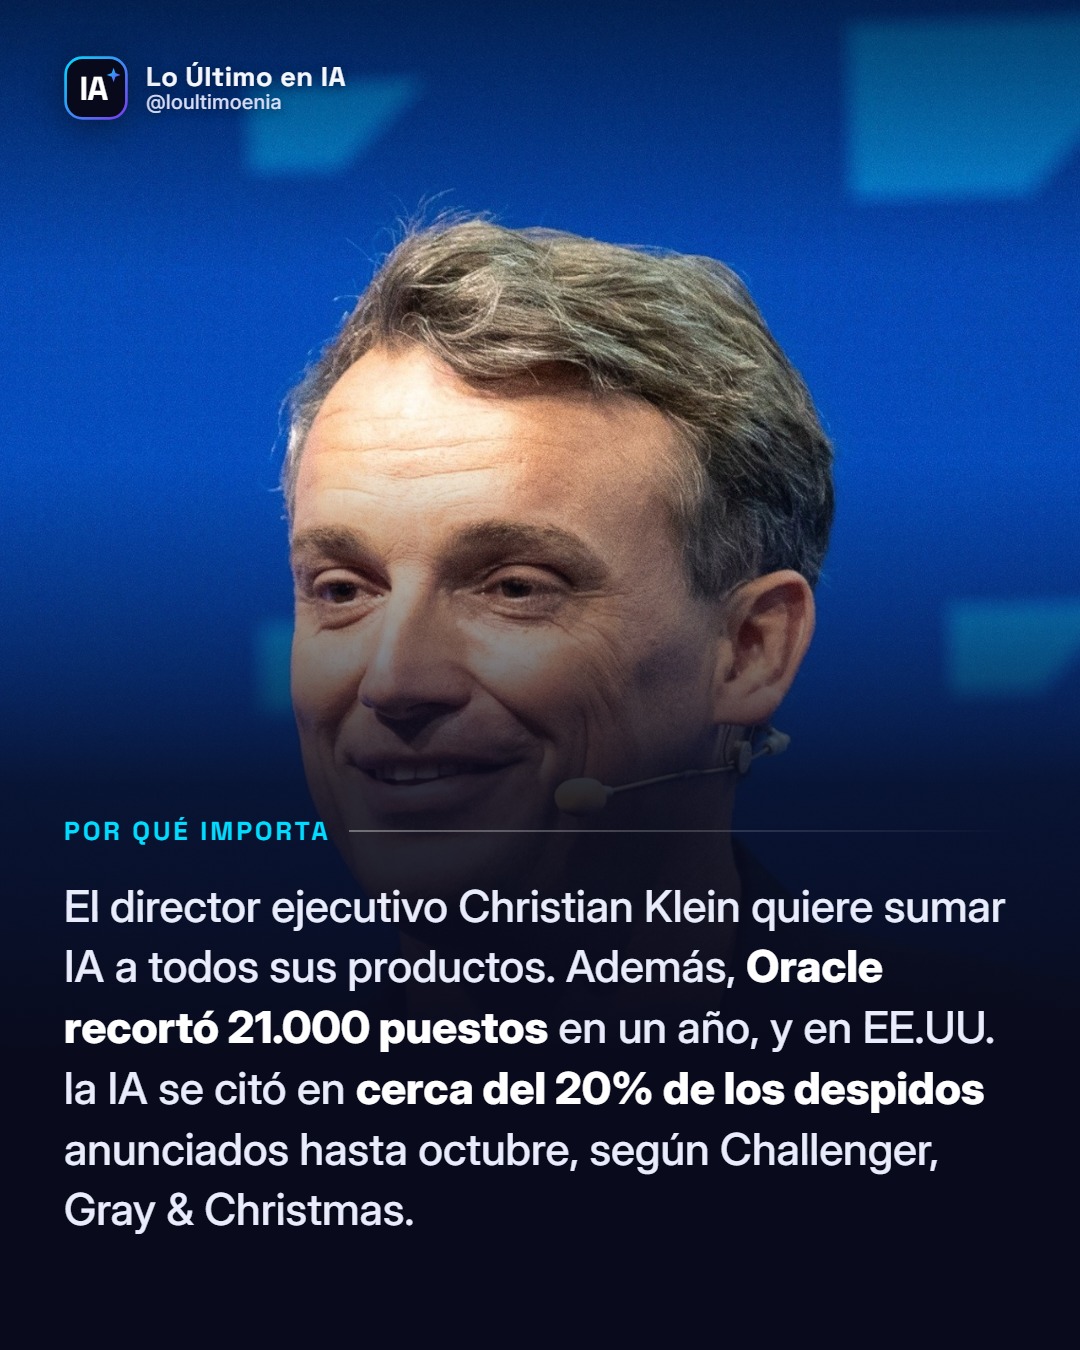 IA
Lo Último en IA
@loultimoenia
POR QUÉ IMPORTA
El director ejecutivo Christian Klein quiere sumar
IA a todos sus productos. Además, Oracle
recortó 21.000 puestos en un año, y en EE.UU.
la IA se citó en cerca del 20% de los despidos
anunciados hasta octubre, según Challenger,
Gray & Christmas.